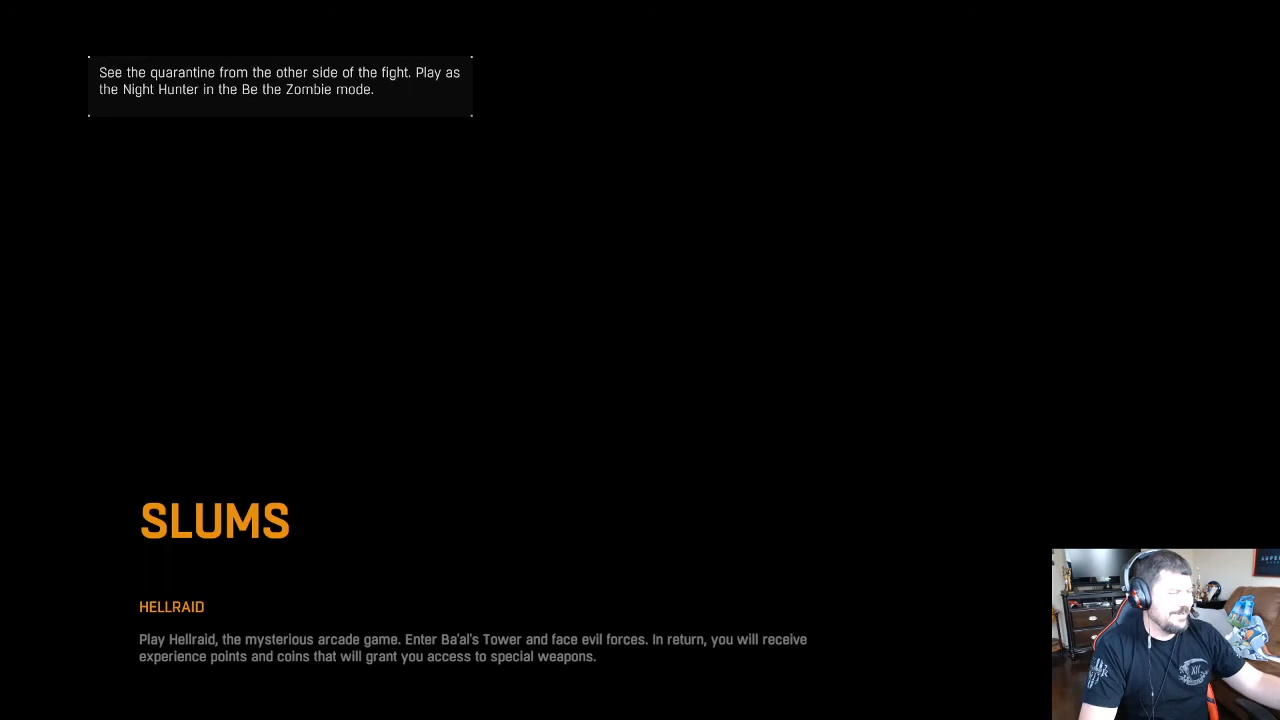 See the quarantine from the other side of the fight. Play as
the Night Hunter in the Be the Zombie mode.
SLUMS
HELLRAID
Play Hellraid, the mysterious arcade game. Enter Ba'al's Tower and face evil forces. In return, you will receive
experience points and coins that will grant you access to special weapons.
XIV